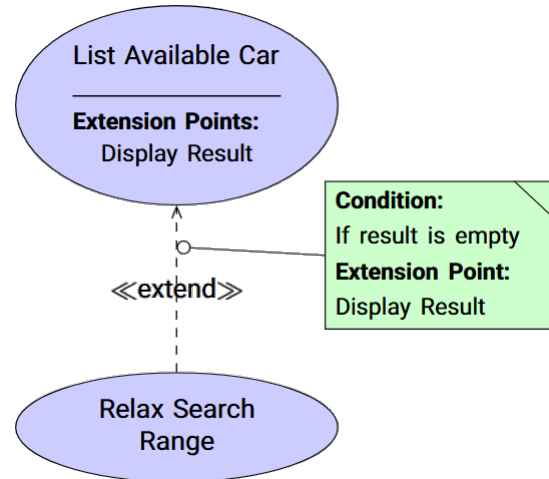 List Available Car
Extension Points:
Display Result
Condition:
If result is empty
Extension Point:
Display Result
≪extend≫
Relax Search
Range